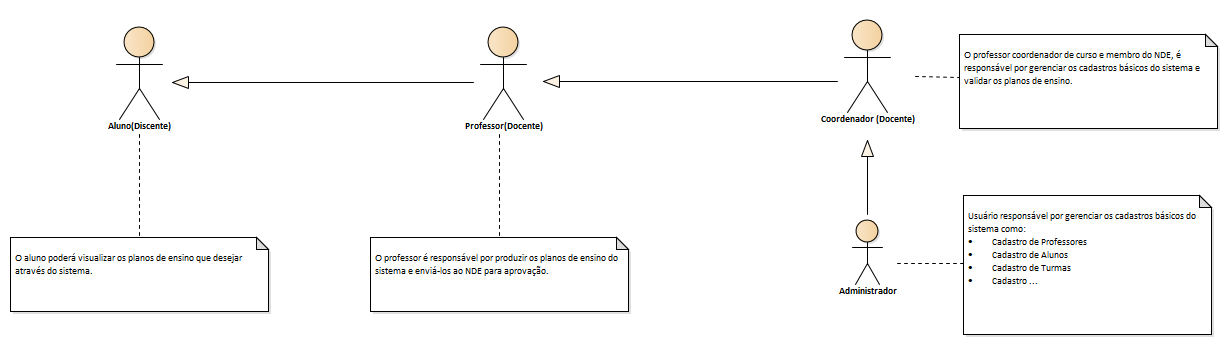 Aluno(Discente)
Professor(Docente)
Coordenador (Docente)
O professor coordenador de curso e membro do NDE, é
responsável por gerenciar os cadastros básicos do sistema e
validar os planos de ensino.
O aluno poderá visualizar os planos de ensino que desejar
através do sistema.
O professor é responsável por produzir os planos de ensino do
sistema e enviá-los ao NDE para aprovação.
Administrador
Usuário responsável por gerenciar os cadastros básicos do
sistema como:
• Cadastro de Professores
• Cadastro de Alunos
• Cadastro de Turmas
• Cadastro ...